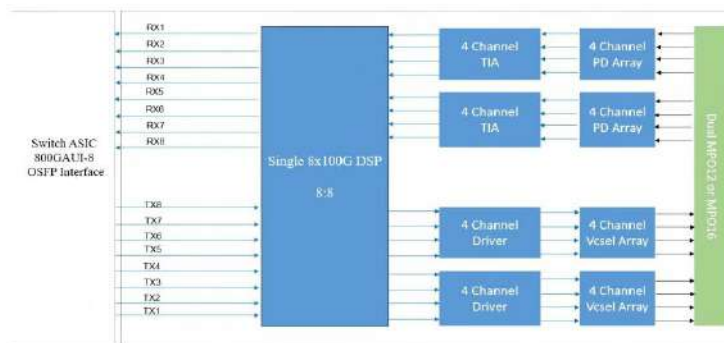 RX1
RX2
RX3
RX4
RX5
RX6
RX7
RX8
Switch ASIC
800GAUI-8
OSFP Interface
TX8
TX7
TX6
TX5
TX4
TX3
TX2
TX1
Single 8x100G DSP
8:8
4 Channel
TIA
4 Channel
PD Array
4 Channel
TIA
4 Channel
PD Array
4 Channel
Driver
4 Channel
Vcsel Array
4 Channel
Driver
4 Channel
Vcsel Array
Dual MPO12 or MPO16